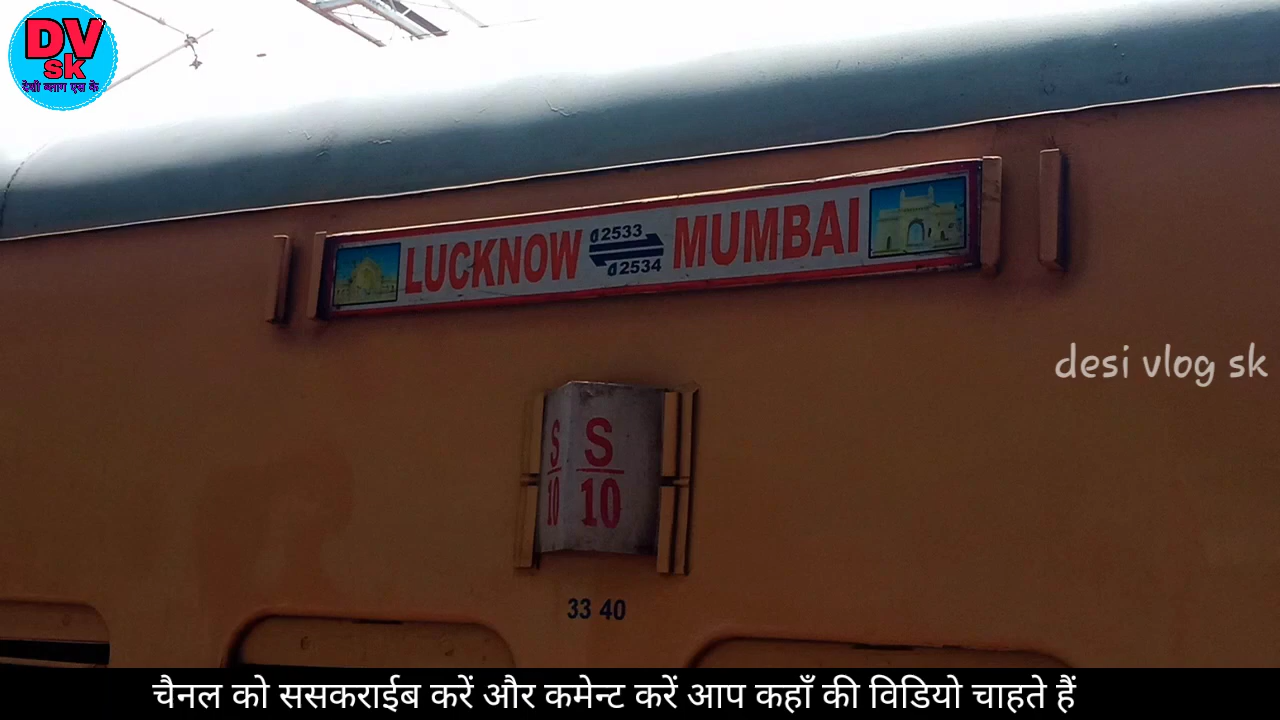 DV
SK
देशी ब्लाग एस के
LUCKNOW 02533 MUMBAI
02534
desi vlog sk
S S
10 10
33 40
चैनल को ससकराईब करें और कमेन्ट करें आप कहाँ की विडियो चाहते हैं